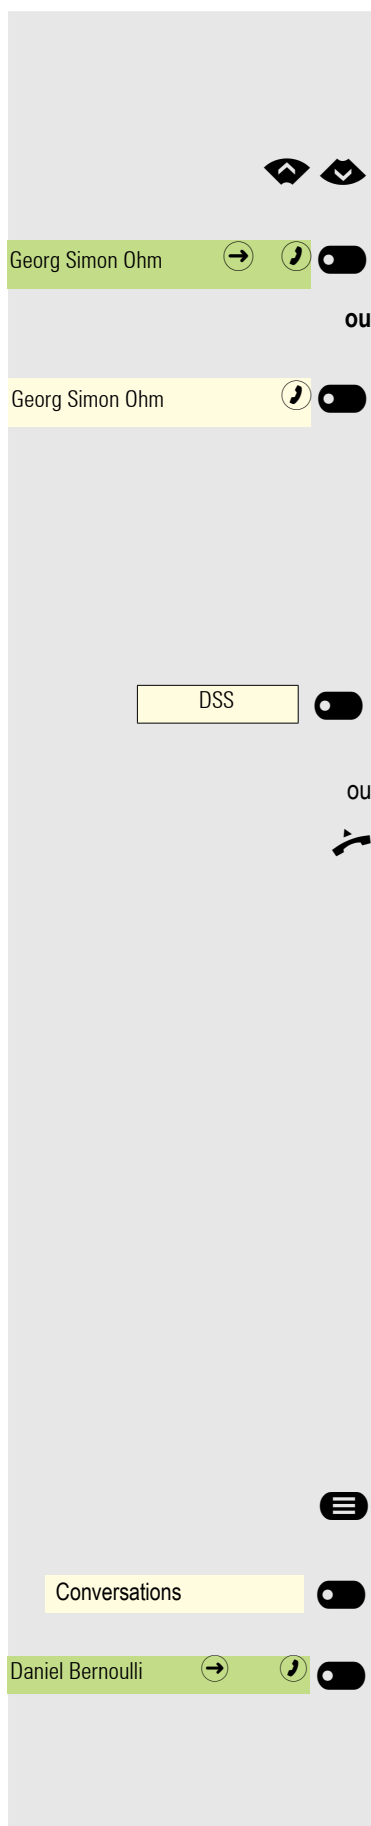 Georg Simon Ohm
ou
Georg Simon Ohm
DSS
ou
Conversations
Daniel Bernoulli